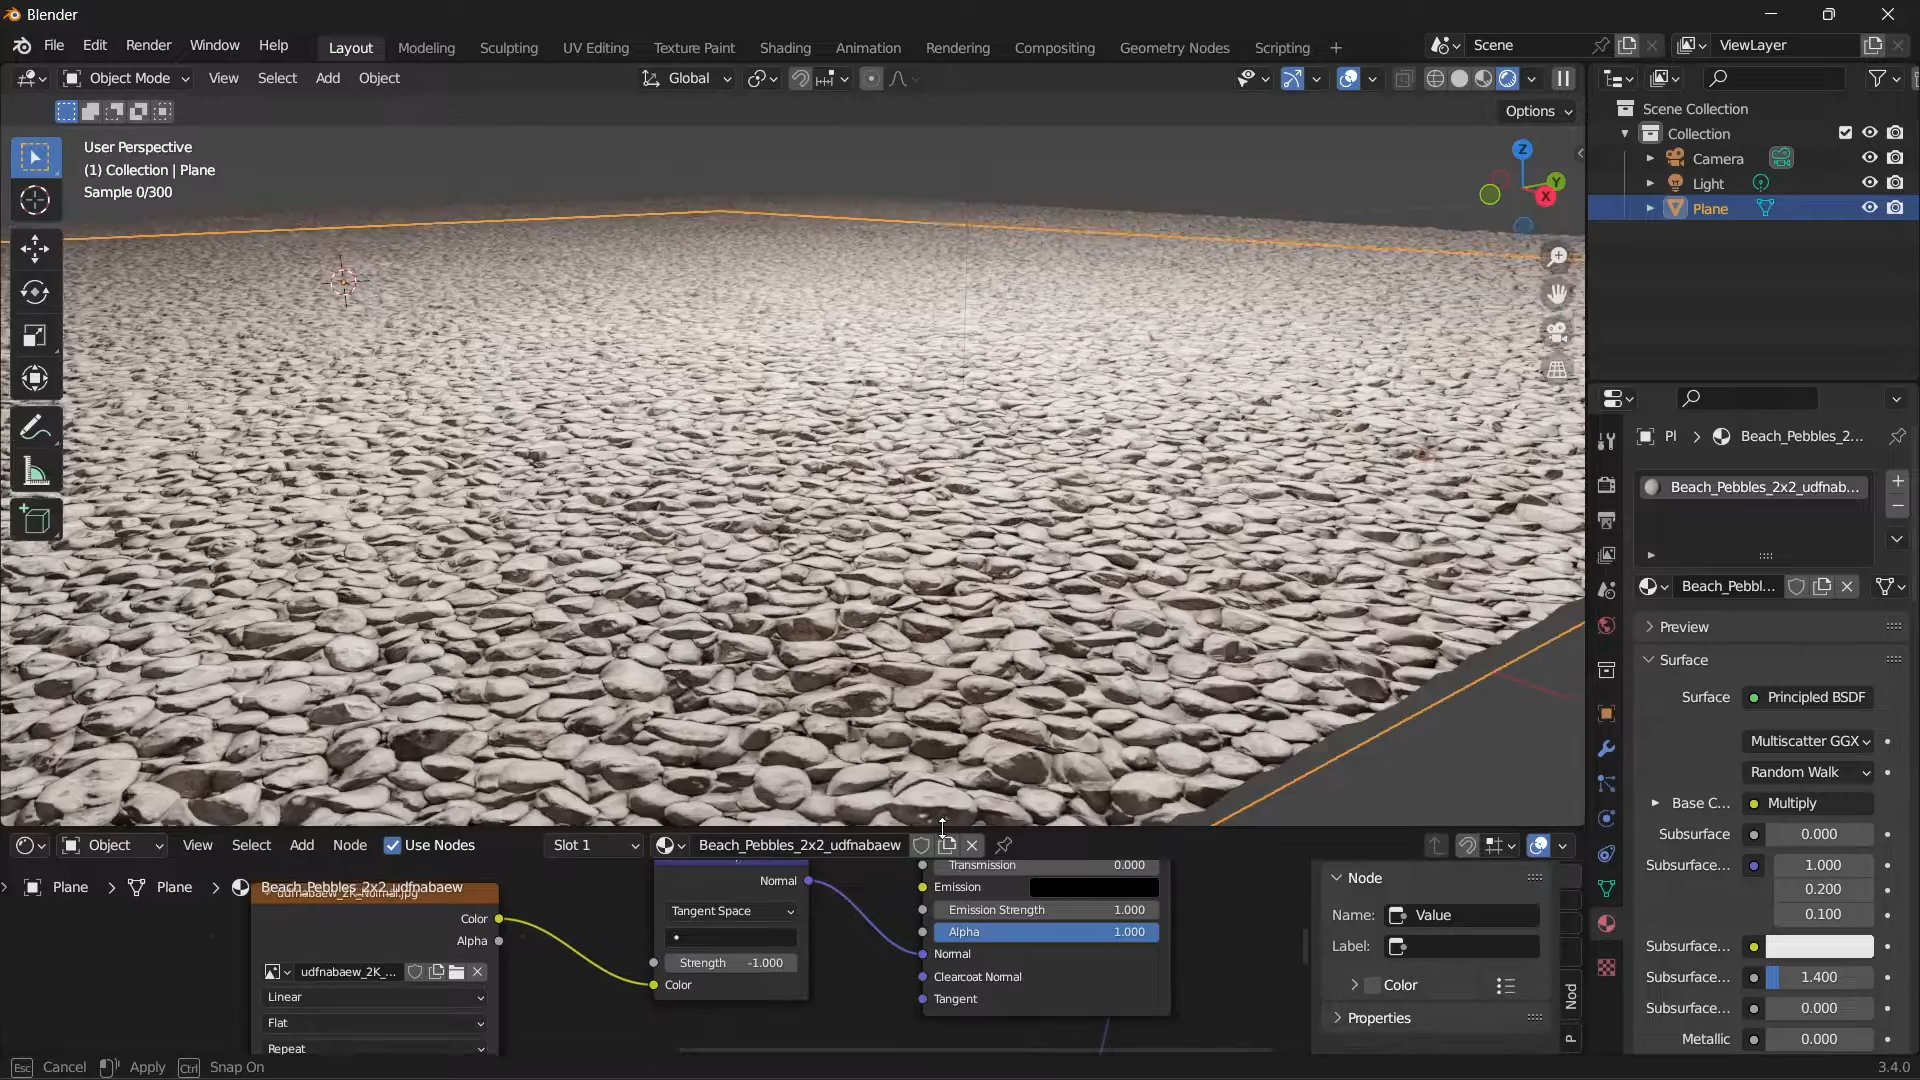 Blender
File Edit Render Window Help Layout Modeling Sculpting UV Editing Texture Paint Shading Animation Rendering Compositing Geometry Nodes Scripting + Scene ViewLayer
Object Mode View Select Add Object Global
Options
User Perspective
(1) Collection | Plane
Sample 0/300
Z
Y
X
Scene Collection
Collection
Camera
Light
Plane
Pl > Beach_Pebbles_2...
Beach_Pebbles_2x2_udfnab...
Beach_Pebbl...
Preview
Surface
Surface Principled BSDF
Multiscatter GGX
Random Walk
Base C... Multiply
Subsurface 0.000
Subsurface... 1.000
0.200
0.100
Subsurface...
Subsurface... 1.400
Subsurface... 0.000
Metallic 0.000
Object View Select Add Node Use Nodes Slot 1 Beach_Pebbles_2x2_udfnabaew
Plane > Plane > Beach_Pebbles_2x2_udfnabaew
udfnabaew_2K_Normal.jpg
Color
Alpha
udfnabaew_2K_...
Linear
Flat
Repeat
Normal
Tangent Space
Strength -1.000
Color
Transmission 0.000
Emission
Emission Strength 1.000
Alpha 1.000
Normal
Clearcoat Normal
Tangent
Node
Name: Value
Label:
Color
Properties
Nod
P
Esc Cancel Apply Ctrl Snap On
3.4.0